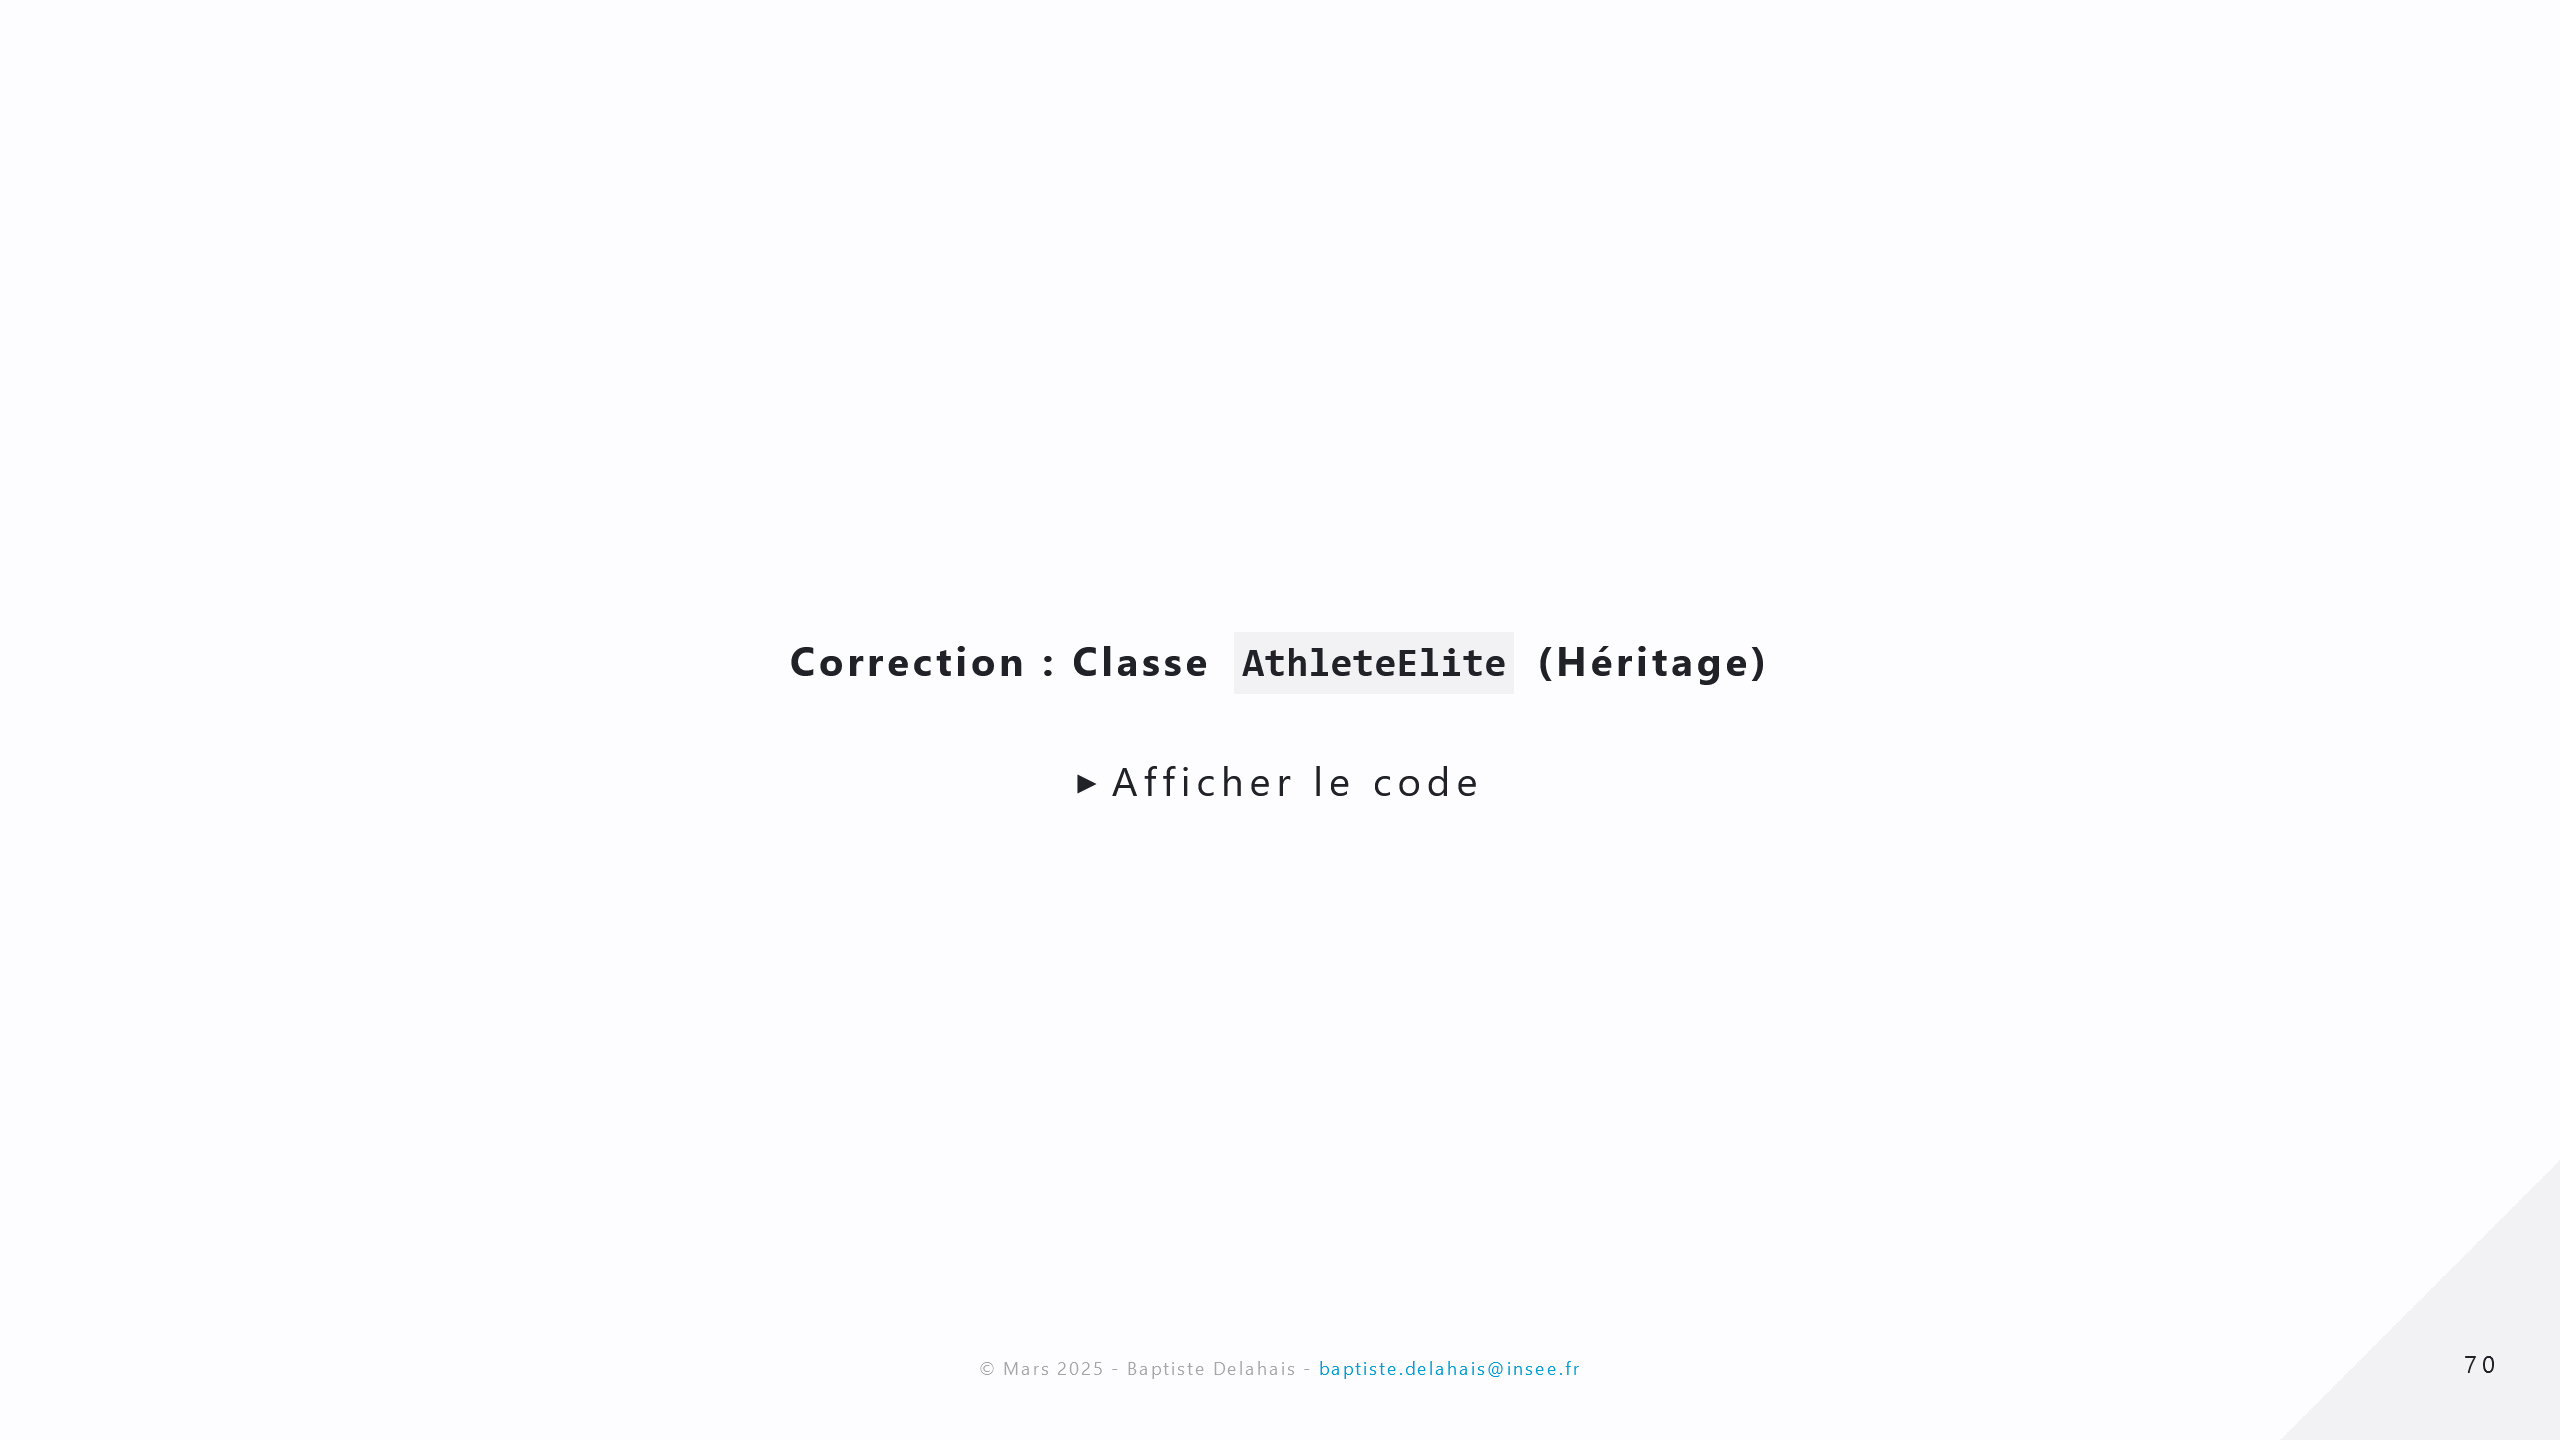 Correction : Classe AthleteElite (Héritage)
▶ Afficher le code
© Mars 2025 - Baptiste Delahais - baptiste.delahais@insee.fr
70